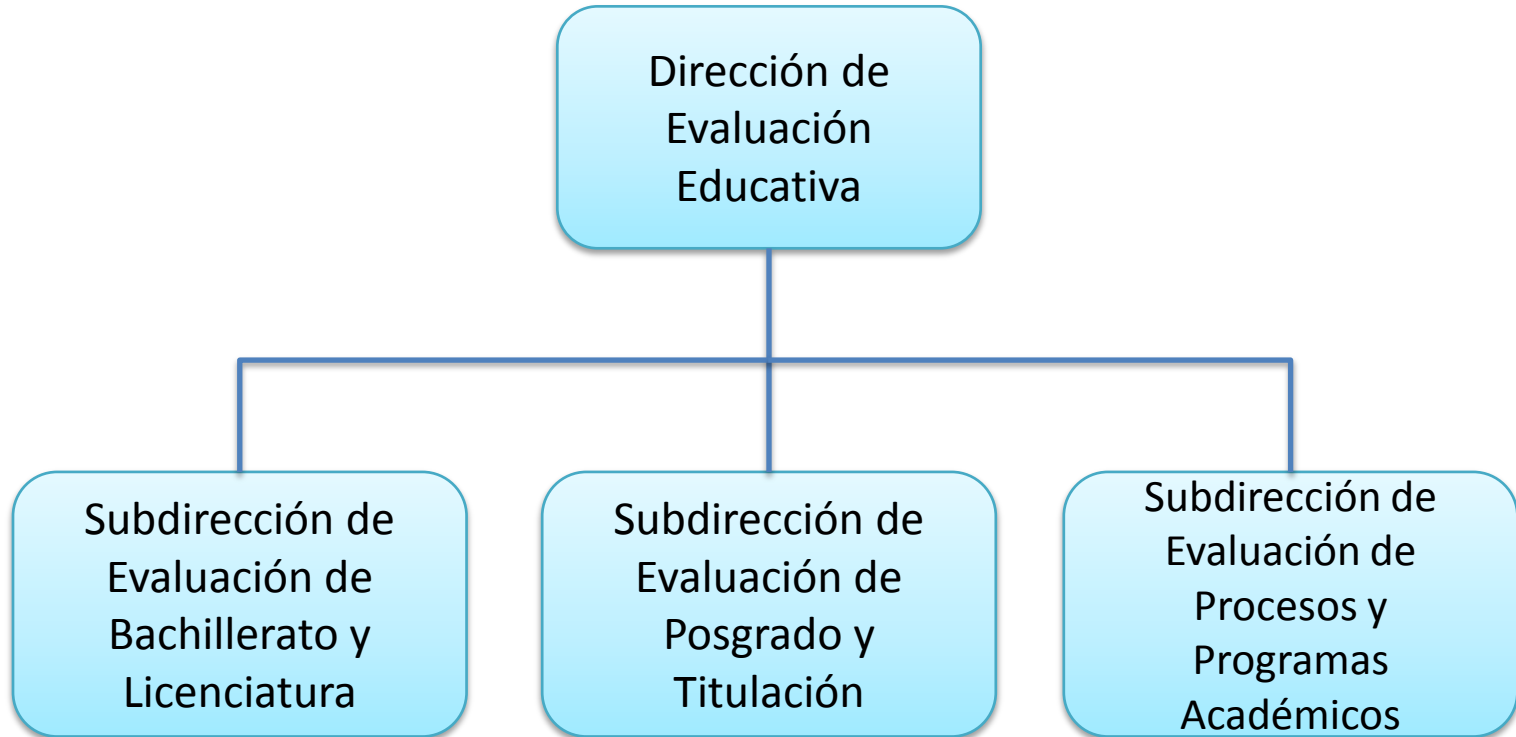 Dirección de
Evaluación
Educativa
Subdirección de
Evaluación de
Bachillerato y
Licenciatura
Subdirección de
Evaluación de
Posgrado y
Titulación
Subdirección de
Evaluación de
Procesos y
Programas
Académicos